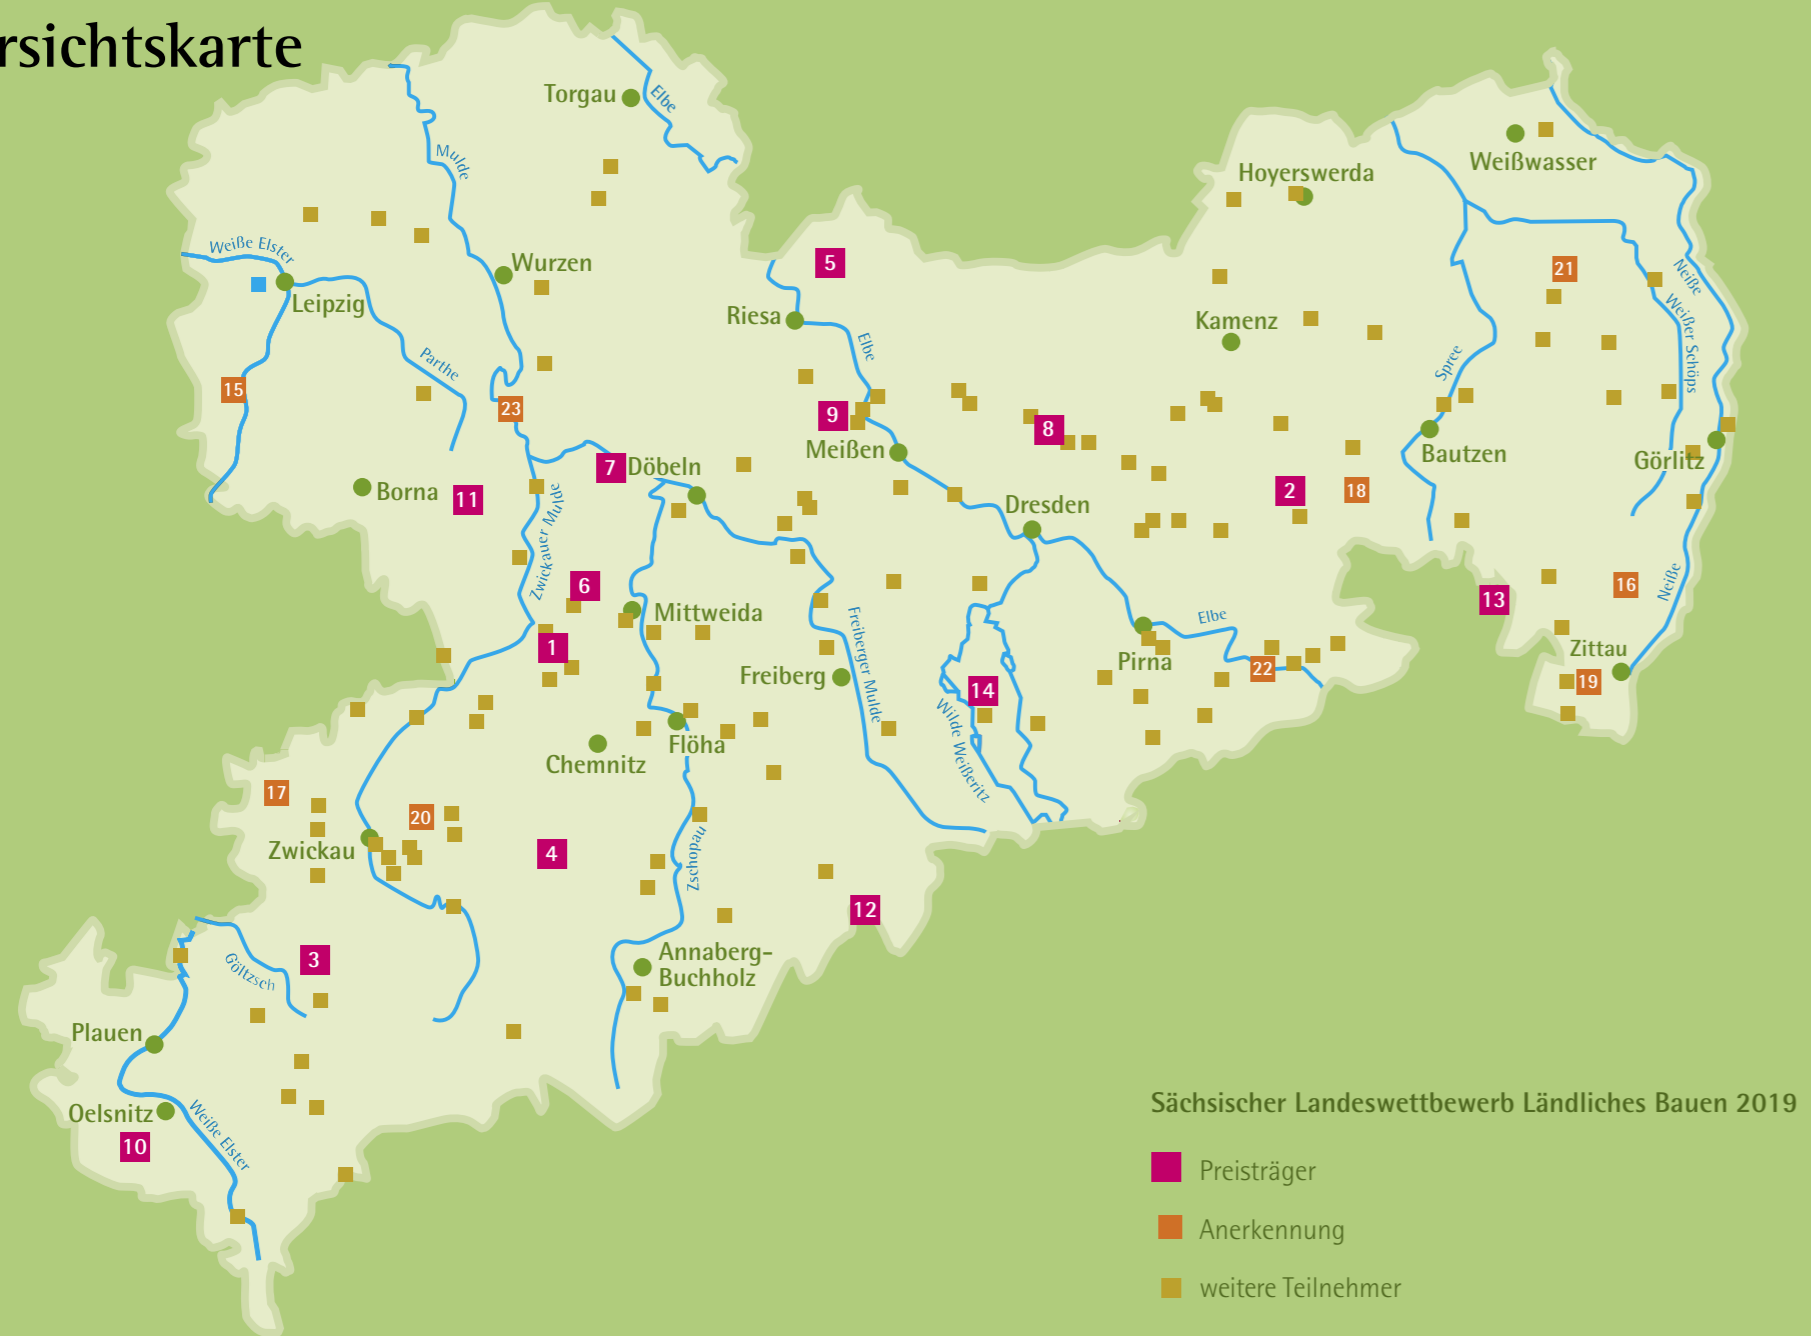 rsichtskarte
Torgau
Elbe
Mulde
Weißwasser
Hoyerswerda
Weiße Elster
Wurzen
5
21
Neiße
Leipzig
Riesa
Kamenz
Weißer Schöps
Elbe
Parthe
Spree
15
23
9
8
Meißen
Bautzen
Görlitz
7
Döbeln
Borna
11
2
18
Dresden
Zwickauer Mulde
6
Mittweida
16
13
Neiße
Elbe
1
Freiberger Mulde
Pirna
22
Zittau
Freiberg
14
19
Wilde Weißeritz
Flöha
Chemnitz
17
20
Zwickau
4
Zschopau
12
3
Göltzsch
Annaberg-
Buchholz
Plauen
Oelsnitz
10
Weiße Elster
Sächsischer Landeswettbewerb Ländliches Bauen 2019
Preisträger
Anerkennung
weitere Teilnehmer